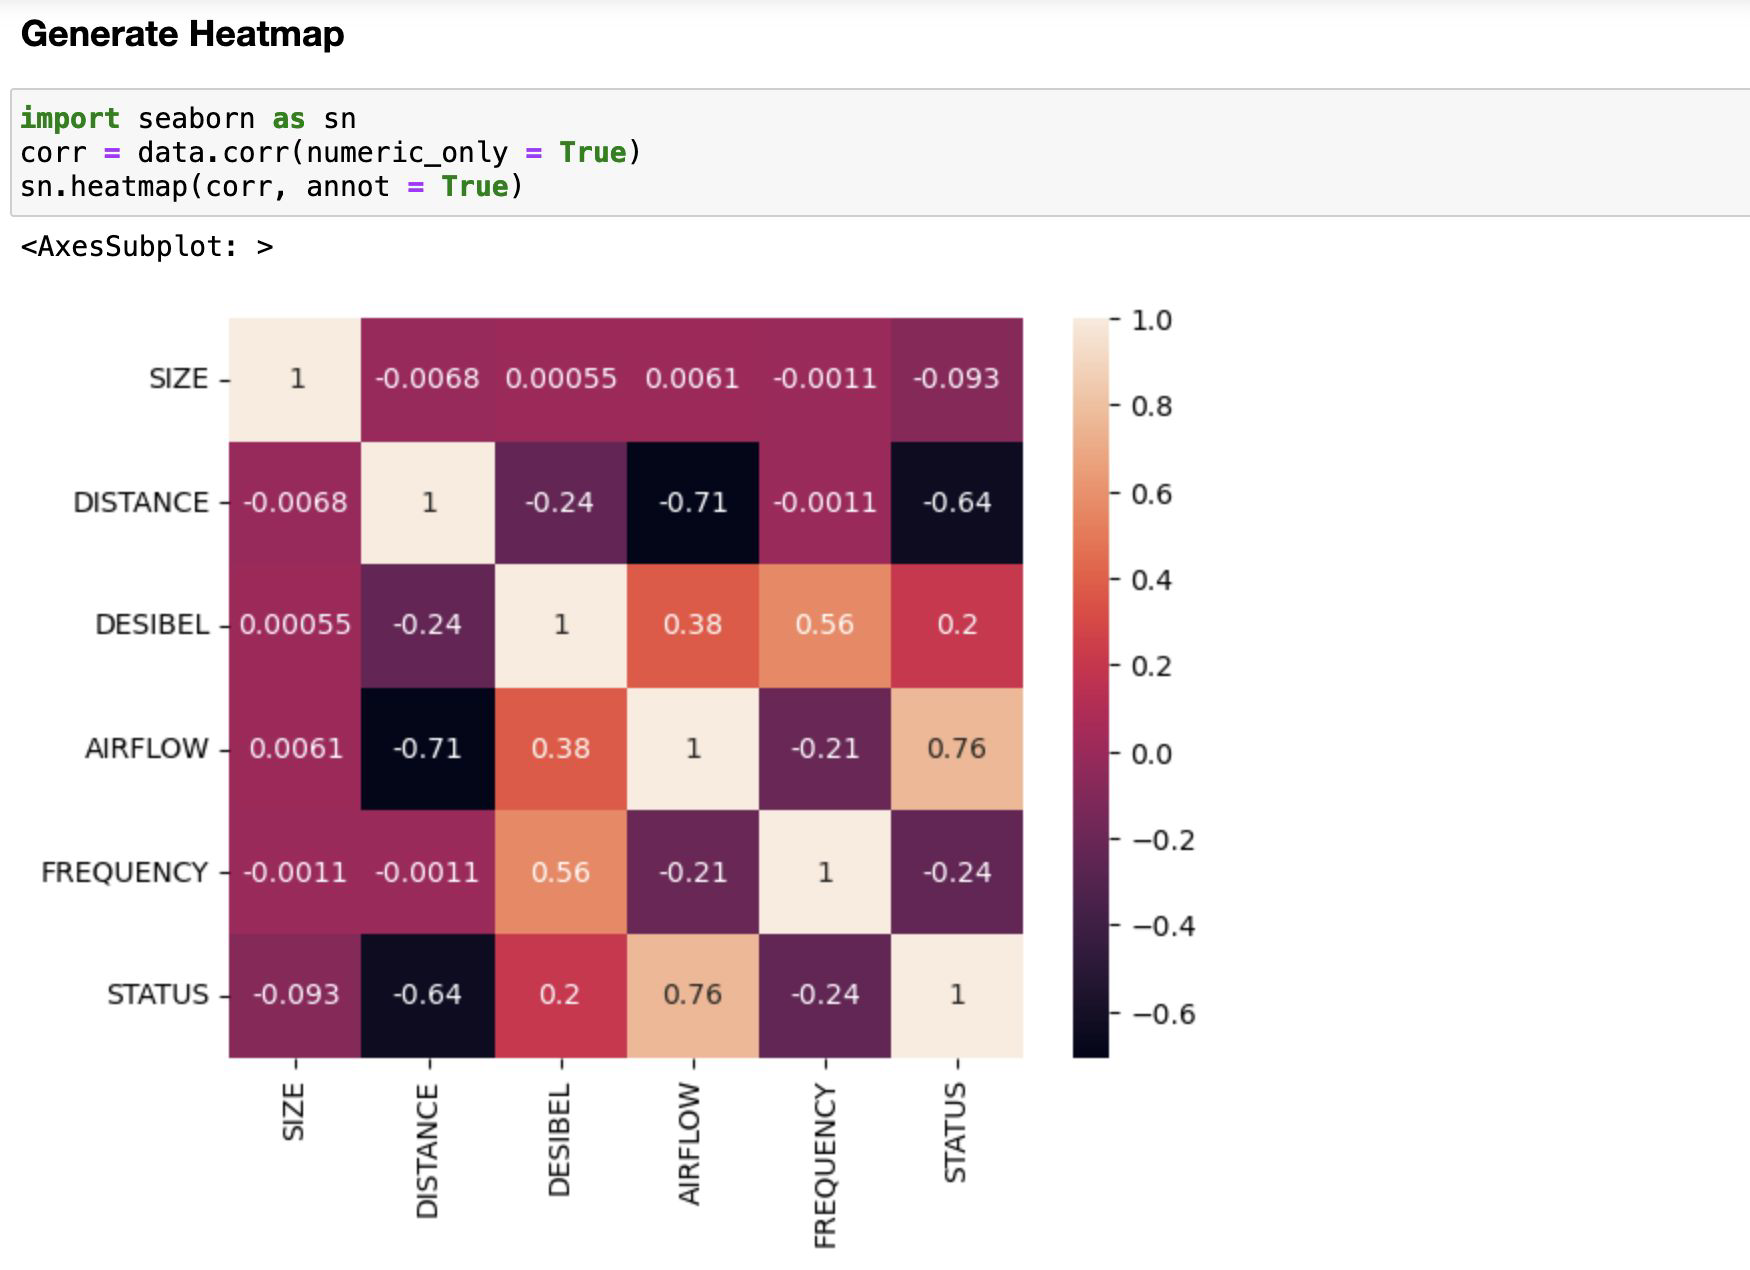 Generate Heatmap
import seaborn as sn
corr = data.corr(numeric_only = True)
sn.heatmap(corr, annot = True)
<AxesSubplot: >
SIZE 1 -0.0068 0.00055 0.0061 -0.0011 -0.093
DISTANCE -0.0068 1 -0.24 -0.71 -0.0011 -0.64
DESIBEL 0.00055 -0.24 1 0.38 0.56 0.2
AIRFLOW 0.0061 -0.71 0.38 1 -0.21 0.76
FREQUENCY -0.0011 -0.0011 0.56 -0.21 1 -0.24
STATUS -0.093 -0.64 0.2 0.76 -0.24 1
SIZE DISTANCE DESIBEL AIRFLOW FREQUENCY STATUS
1.0
0.8
0.6
0.4
0.2
0.0
−0.2
−0.4
−0.6